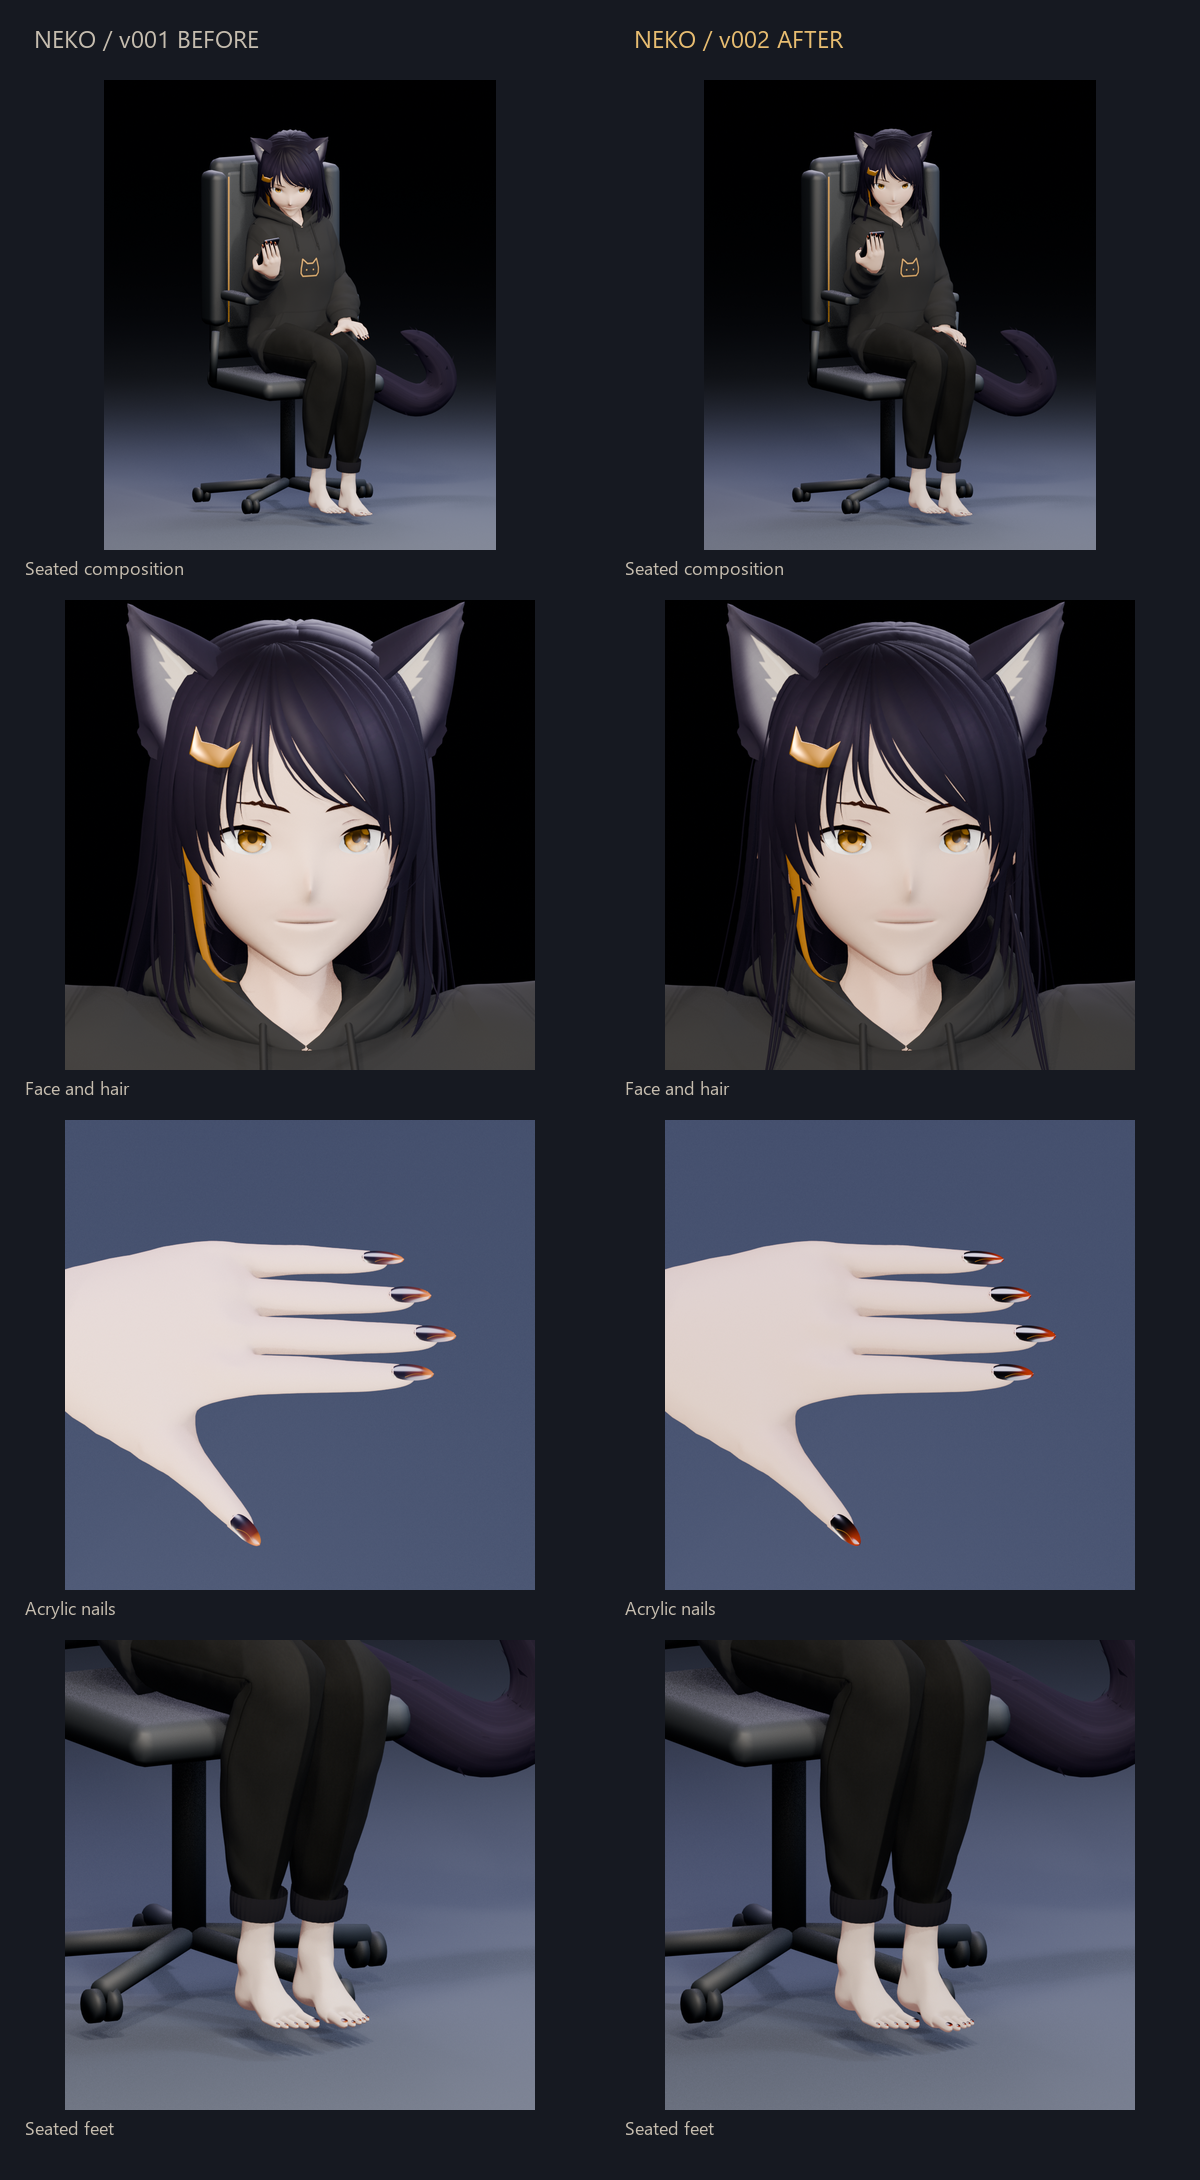 NEKO / v001 BEFORE
NEKO / v002 AFTER
Seated composition
Seated composition
Face and hair
Face and hair
Acrylic nails
Acrylic nails
Seated feet
Seated feet